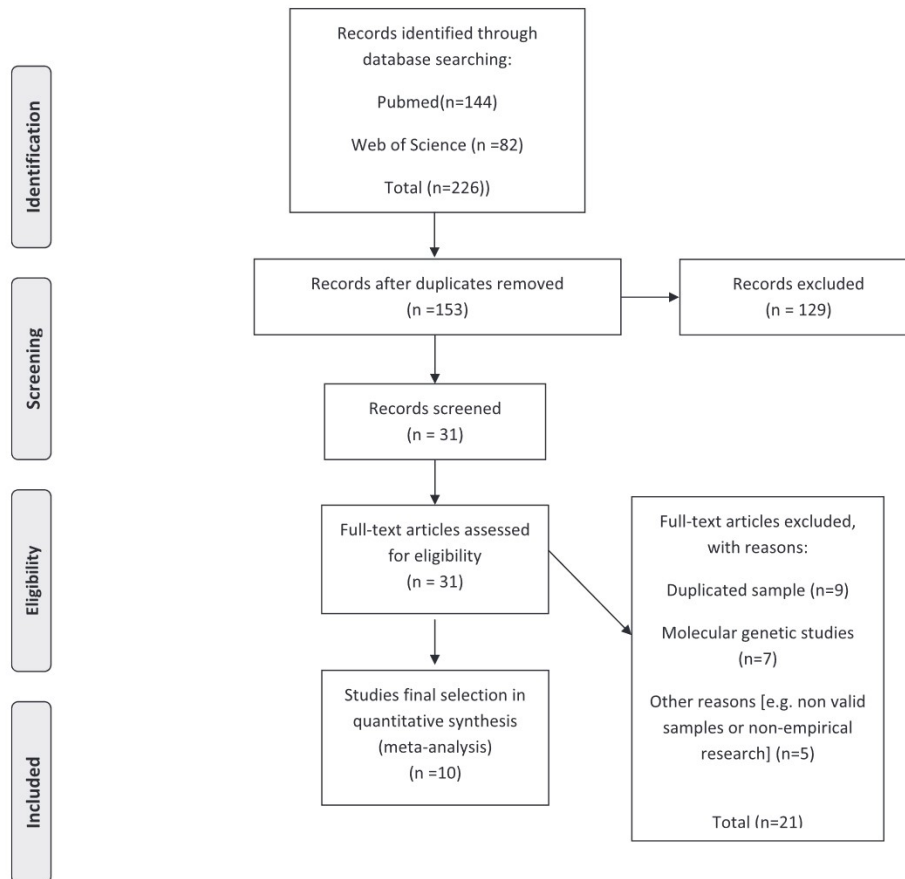 Identification
Records identified through
database searching:
Pubmed(n=144)
Web of Science (n =82)
Total (n=226))
Screening
Records after duplicates removed
(n =153)
Records excluded
(n = 129)
Records screened
(n = 31)
Eligibility
Full-text articles assessed
for eligibility
(n = 31)
Full-text articles excluded,
with reasons:
Duplicated sample (n=9)
Molecular genetic studies
(n=7)
Other reasons [e.g. non valid
samples or non-empirical
research] (n=5)
Total (n=21)
Included
Studies final selection in
quantitative synthesis
(meta-analysis)
(n =10)